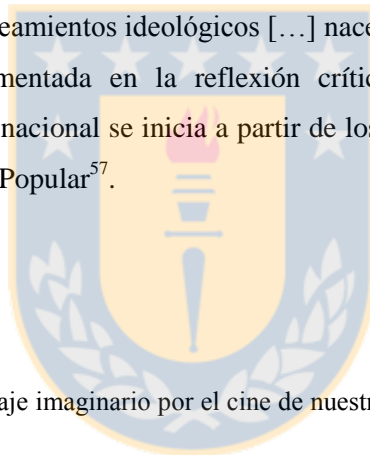 eamientos ideológicos […] nace
mentada en la reflexión crític
nacional se inicia a partir de los
Popular57.
aje imaginario por el cine de nuestr